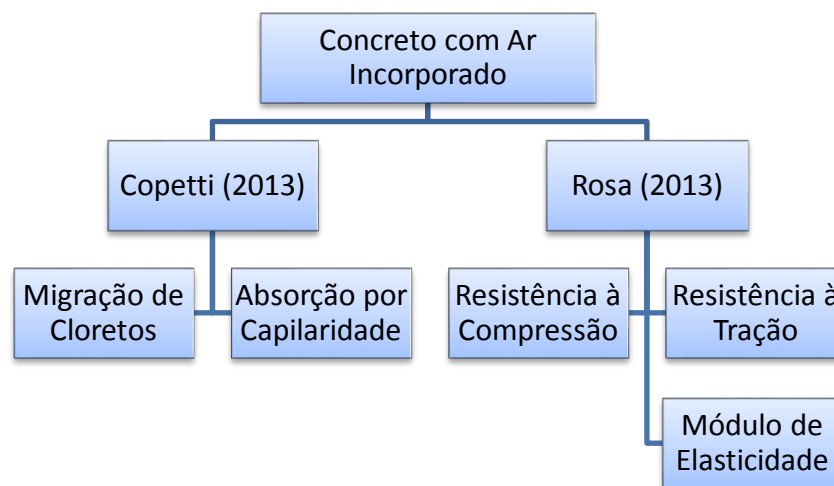 Concreto com Ar
Incorporado
Copetti (2013)
Rosa (2013)
Migração de
Cloretos
Absorção por
Capilaridade
Resistência à
Compressão
Resistência à
Tração
Módulo de
Elasticidade